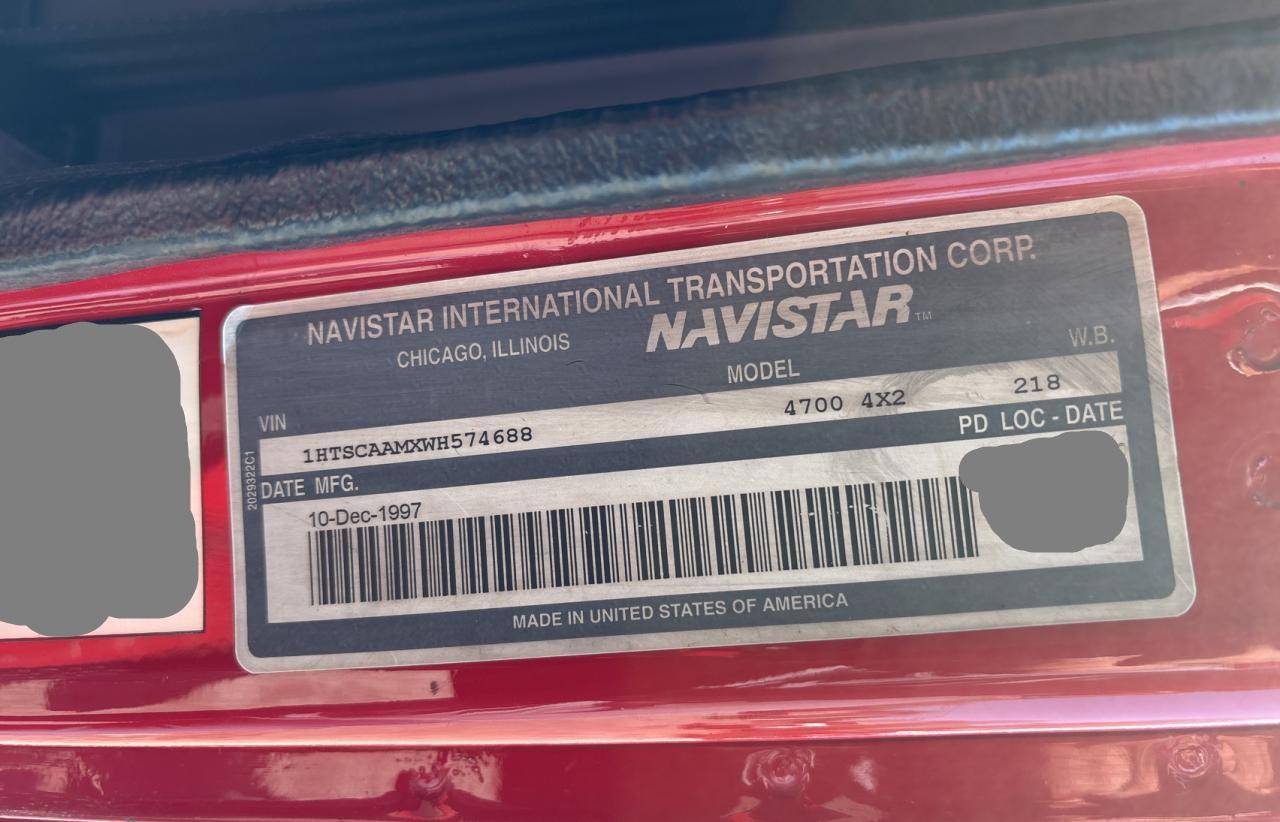 NAVISTAR INTERNATIONAL TRANSPORTATION CORP.
CHICAGO, ILLINOIS NAVISTAR™
VIN MODEL W.B.
1HTSCAAMXWH574688 4700 4X2 218
DATE MFG. PD LOC - DATE
10-Dec-1997
MADE IN UNITED STATES OF AMERICA
2029322C1